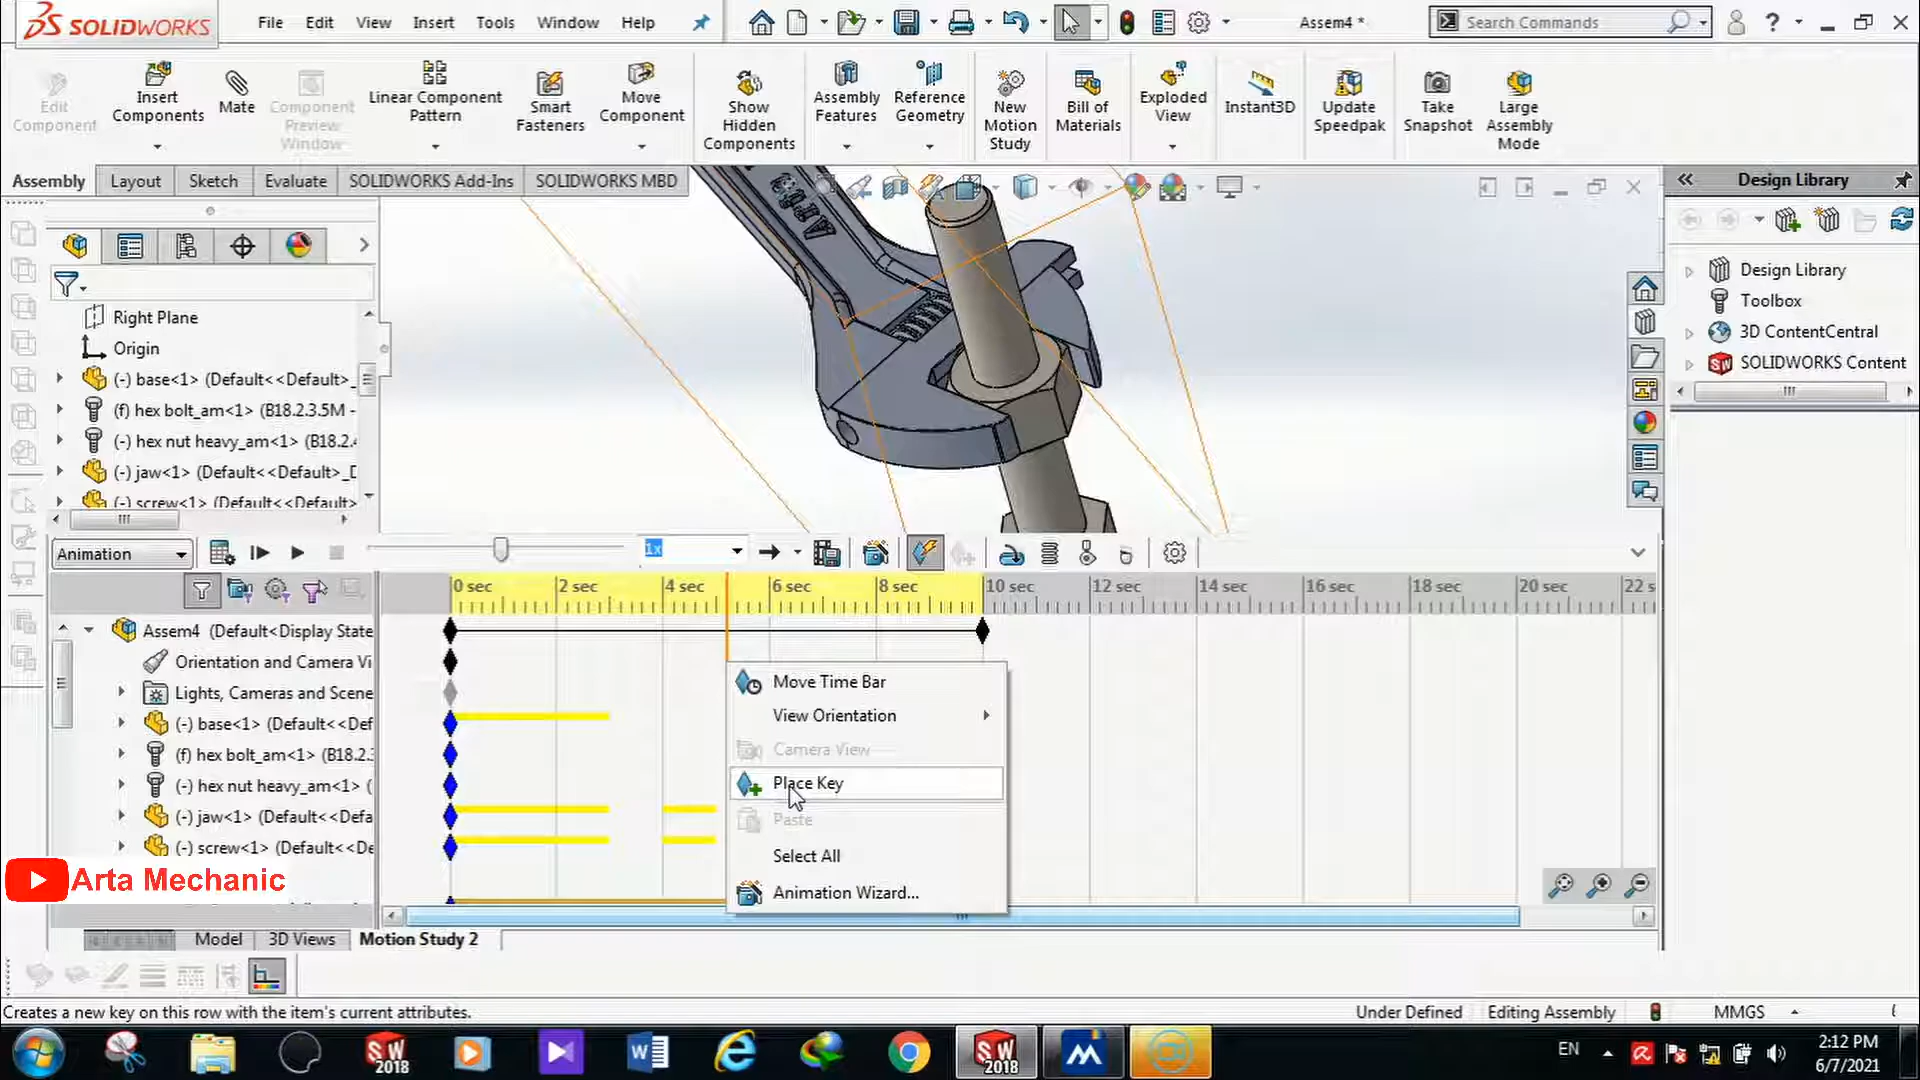 SOLIDWORKS
File Edit View Insert Tools Window Help
Assem4 *
Search Commands
Edit Component
Insert Components
Mate
Component Preview Window
Linear Component Pattern
Smart Fasteners
Move Component
Show Hidden Components
Assembly Features
Reference Geometry
New Motion Study
Bill of Materials
Exploded View
Instant3D
Update Speedpak
Take Snapshot
Large Assembly Mode
Assembly Layout Sketch Evaluate SOLIDWORKS Add-Ins SOLIDWORKS MBD
Design Library
Right Plane
Origin
(-) base<1> (Default<<Default>_
(f) hex bolt_am<1> (B18.2.3.5M -
(-) hex nut heavy_am<1> (B18.2.4
(-) jaw<1> (Default<<Default>_D
(-) screw<1> (Default<<Default>
Design Library
Toolbox
3D ContentCentral
SOLIDWORKS Content
Animation
1x
0 sec 2 sec 4 sec 6 sec 8 sec 10 sec 12 sec 14 sec 16 sec 18 sec 20 sec 22 s
Assem4 (Default<Display State
Orientation and Camera Vi
Lights, Cameras and Scene
(-) base<1> (Default<<Def
(f) hex bolt_am<1> (B18.2.3
(-) hex nut heavy_am<1> (
(-) jaw<1> (Default<<Defa
(-) screw<1> (Default<<De
Move Time Bar
View Orientation
Camera View
Place Key
Paste
Select All
Animation Wizard...
Arta Mechanic
Model 3D Views Motion Study 2
Creates a new key on this row with the item's current attributes.
Under Defined Editing Assembly MMGS
SW 2018
SW 2018
EN
2:12 PM
6/7/2021